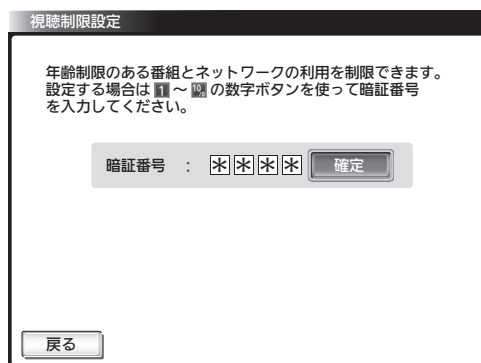 視聴制限設定
年齢制限のある番組とネットワークの利用を制限できます。
設定する場合は 1 ～ 10 の数字ボタンを使って暗証番号
を入力してください。
暗証番号 : ＊＊＊＊ 確定
戻る